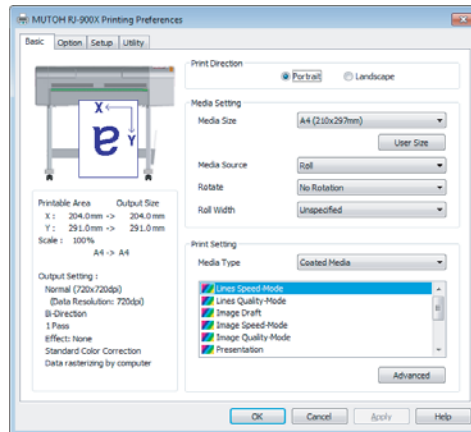 MUTOH RJ-900X Printing Preferences
Basic Option Setup Utility
Print Direction
Portrait Landscape
X
Y
a
Media Setting
Media Size A4 (210x297mm)
User Size
Media Source Roll
Rotate No Rotation
Roll Width Unspecified
Printable Area Output Size
X : 204.0mm -> 204.0mm
Y : 291.0mm -> 291.0mm
Scale : 100%
A4 -> A4
Output Setting :
Normal (720x720dpi)
(Data Resolution: 720dpi)
Bi-Direction
1 Pass
Effect: None
Standard Color Correction
Data rasterizing by computer
Print Setting
Media Type Coated Media
Lines Speed-Mode
Lines Quality-Mode
Image Draft
Image Speed-Mode
Image Quality-Mode
Presentation
Advanced
OK Cancel Apply Help